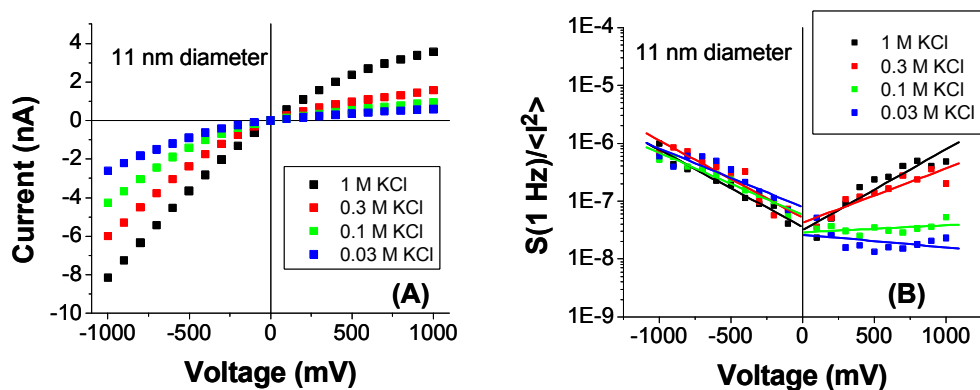 11 nm diameter
4
2
0
-2
-4
-6
-8
-10
Current (nA)
1 M KCl
0.3 M KCl
0.1 M KCl
0.03 M KCl
(A)
-1000
-500
0
500
1000
Voltage (mV)
11 nm diameter
1E-4
1E-5
1E-6
1E-7
1E-8
1E-9
S(1 Hz)/<I²>
1 M KCl
0.3 M KCl
0.1 M KCl
0.03 M KCl
(B)
-1000
-500
0
500
1000
Voltage (mV)